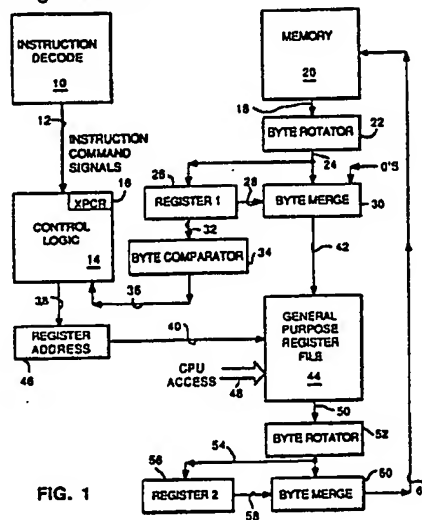 INSTRUCTION DECODE
10
12
INSTRUCTION COMMAND SIGNALS
XPCR
16
CONTROL LOGIC
14
38
REGISTER ADDRESS
46
40
MEMORY
20
18
BYTE ROTATOR
22
24
0'S
26
REGISTER 1
28
BYTE MERGE
30
32
BYTE COMPARATOR
34
36
42
GENERAL PURPOSE REGISTER FILE
44
CPU ACCESS
48
50
BYTE ROTATOR
52
54
56
REGISTER 2
58
BYTE MERGE
FIG. 1